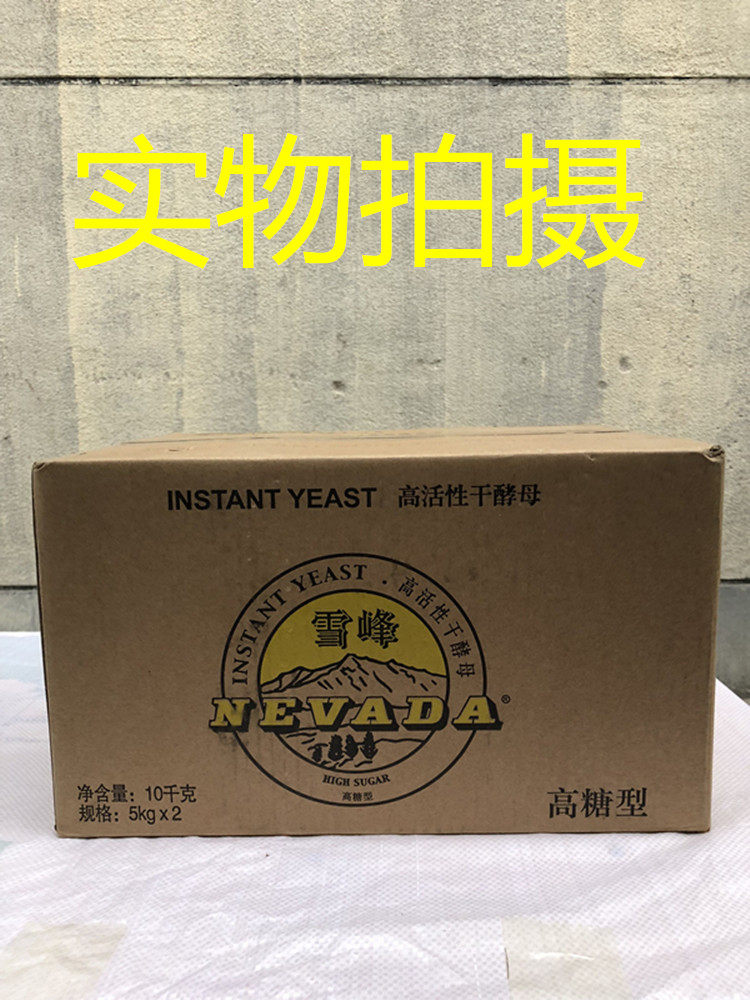 实物拍摄
INSTANT YEAST 高活性干酵母
INSTANT YEAST · 高活性干酵母
雪峰
NEVADA®
HIGH SUGAR
高糖型
净含量：10千克
规格：5kg x 2
高糖型